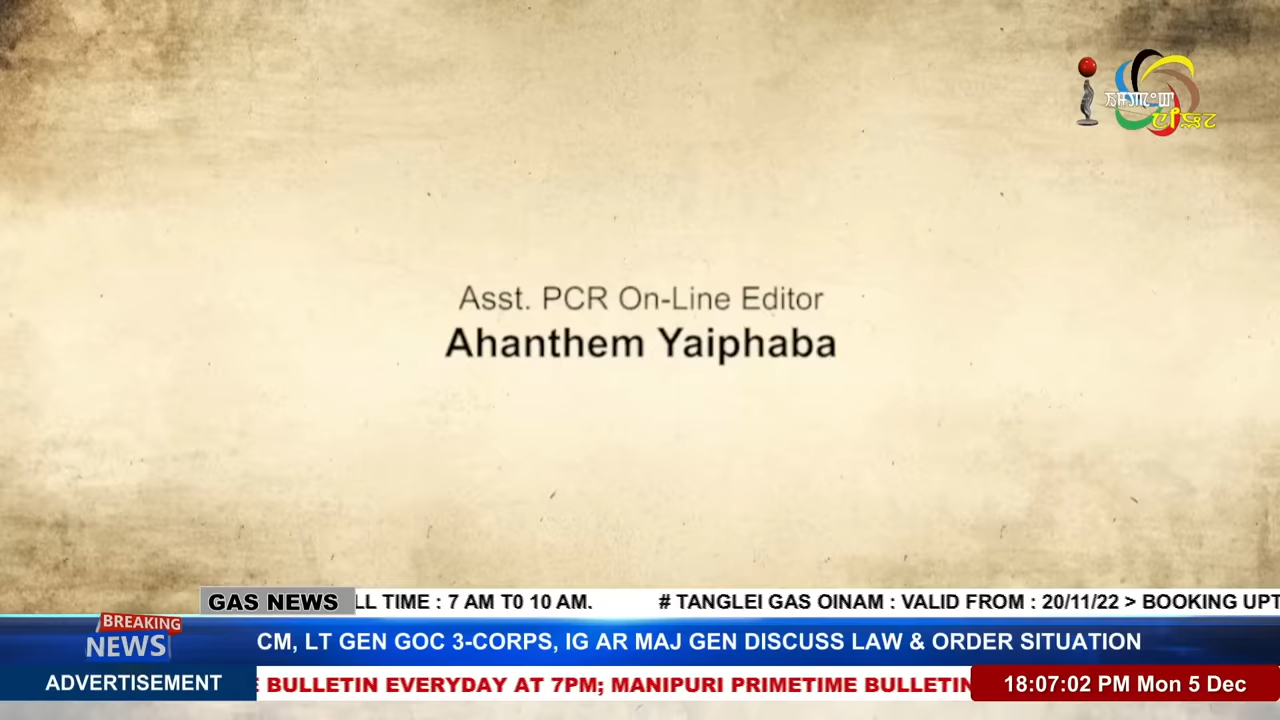 ꯏꯝꯄꯥꯛꯇ
Asst. PCR On-Line Editor
Ahanthem Yaiphaba
GAS NEWS
LL TIME : 7 AM T0 10 AM. # TANGLEI GAS OINAM : VALID FROM : 20/11/22 > BOOKING UPT
BREAKING
NEWS
CM, LT GEN GOC 3-CORPS, IG AR MAJ GEN DISCUSS LAW & ORDER SITUATION
ADVERTISEMENT
BULLETIN EVERYDAY AT 7PM; MANIPURI PRIMETIME BULLETIN
18:07:02 PM Mon 5 Dec